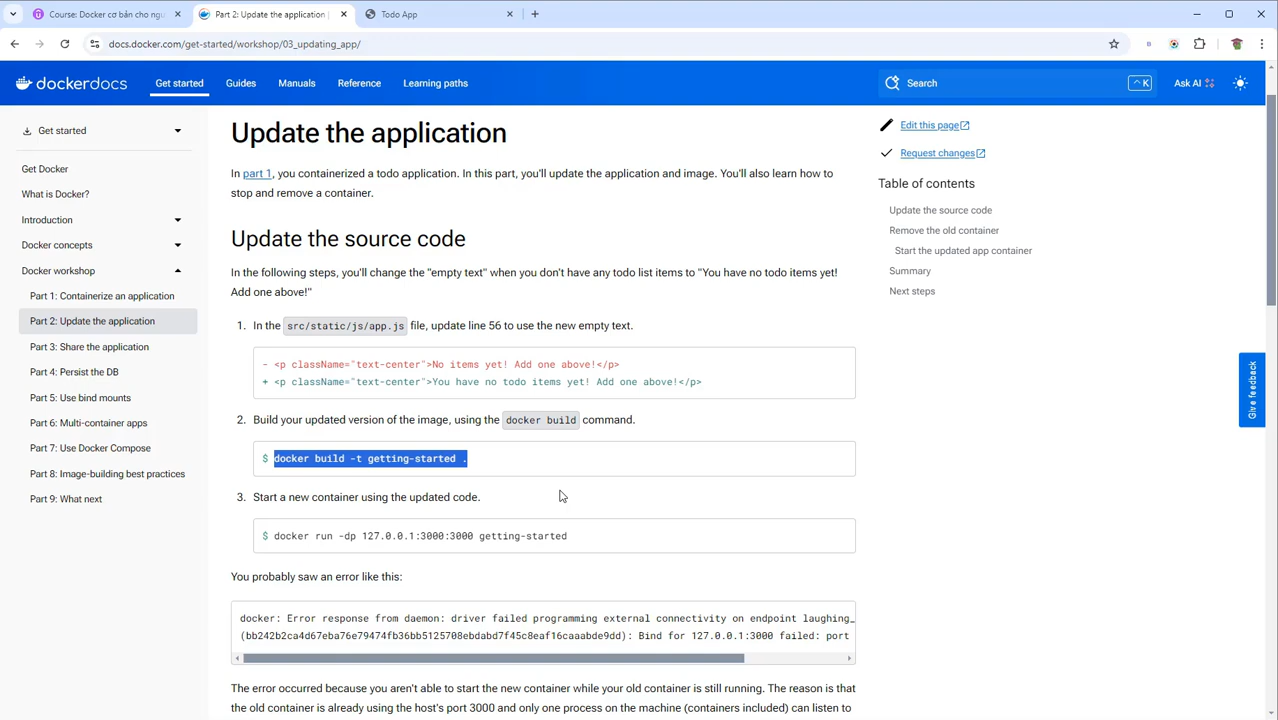 Course: Docker cơ bản cho ngư
Part 2: Update the application
Todo App
docs.docker.com/get-started/workshop/03_updating_app/
dockerdocs
Get started
Guides
Manuals
Reference
Learning paths
Search
^ K
Ask AI
Get started
Get Docker
What is Docker?
Introduction
Docker concepts
Docker workshop
Part 1: Containerize an application
Part 2: Update the application
Part 3: Share the application
Part 4: Persist the DB
Part 5: Use bind mounts
Part 6: Multi-container apps
Part 7: Use Docker Compose
Part 8: Image-building best practices
Part 9: What next
Update the application
In part 1, you containerized a todo application. In this part, you'll update the application and image. You'll also learn how to
stop and remove a container.
Update the source code
In the following steps, you'll change the "empty text" when you don't have any todo list items to "You have no todo items yet!
Add one above!"
1. In the src/static/js/app.js file, update line 56 to use the new empty text.
- <p className="text-center">No items yet! Add one above!</p>
+ <p className="text-center">You have no todo items yet! Add one above!</p>
2. Build your updated version of the image, using the docker build command.
$ docker build -t getting-started .
3. Start a new container using the updated code.
$ docker run -dp 127.0.0.1:3000:3000 getting-started
You probably saw an error like this:
docker: Error response from daemon: driver failed programming external connectivity on endpoint laughing_
(bb242b2ca4d67eba76e79474fb36bb5125708ebdabd7f45c8eaf16caaabde9dd): Bind for 127.0.0.1:3000 failed: port
The error occurred because you aren't able to start the new container while your old container is still running. The reason is that
the old container is already using the host's port 3000 and only one process on the machine (containers included) can listen to
Edit this page
Request changes
Table of contents
Update the source code
Remove the old container
Start the updated app container
Summary
Next steps
Give feedback